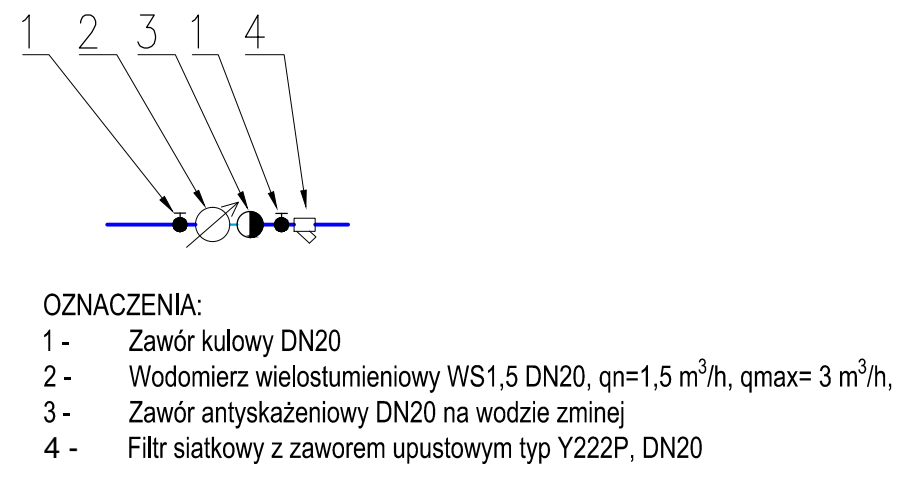 1 2 3 1 4
OZNACZENIA:
1 - Zawór kulowy DN20
2 - Wodomierz wielostumieniowy WS1,5 DN20, qn=1,5 m³/h, qmax= 3 m³/h,
3 - Zawór antyskażeniowy DN20 na wodzie zminej
4 - Filtr siatkowy z zaworem upustowym typ Y222P, DN20